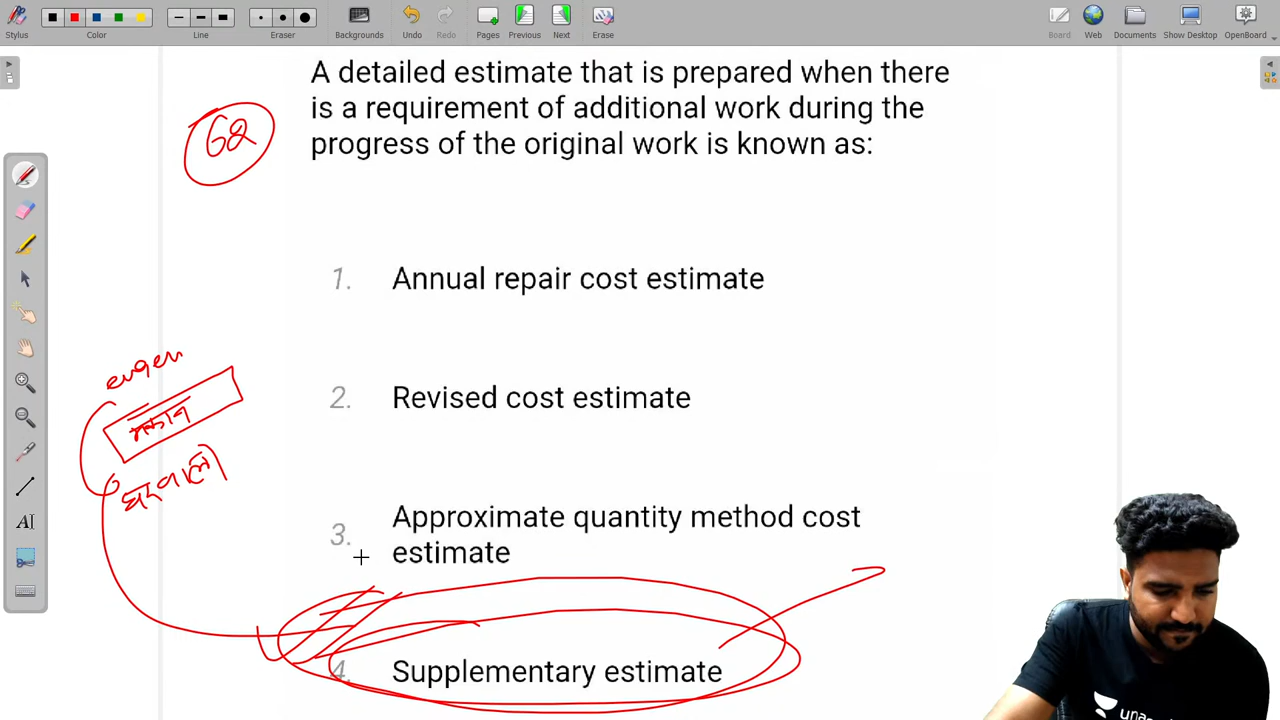 Stylus
Color
Line
Eraser
Backgrounds
Undo
Redo
Pages
Previous
Next
Erase
Board
Web
Documents
Show Desktop
OpenBoard
A detailed estimate that is prepared when there
is a requirement of additional work during the
progress of the original work is known as:
62
1. Annual repair cost estimate
2. Revised cost estimate
मकान
3. Approximate quantity method cost
estimate
4. Supplementary estimate